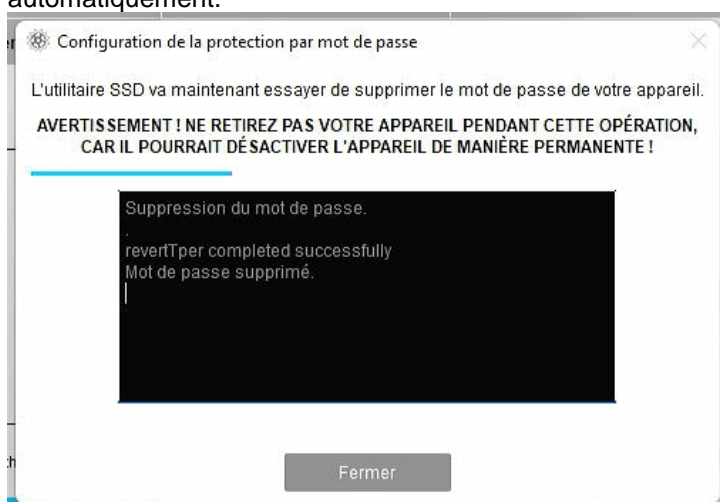 automatiquement.
Configuration de la protection par mot de passe
L'utilitaire SSD va maintenant essayer de supprimer le mot de passe de votre appareil.
AVERTISSEMENT ! NE RETIREZ PAS VOTRE APPAREIL PENDANT CETTE OPÉRATION,
CAR IL POURRAIT DÉSACTIVER L'APPAREIL DE MANIÈRE PERMANENTE !
Suppression du mot de passe.
.
revertTper completed successfully
Mot de passe supprimé.
Fermer